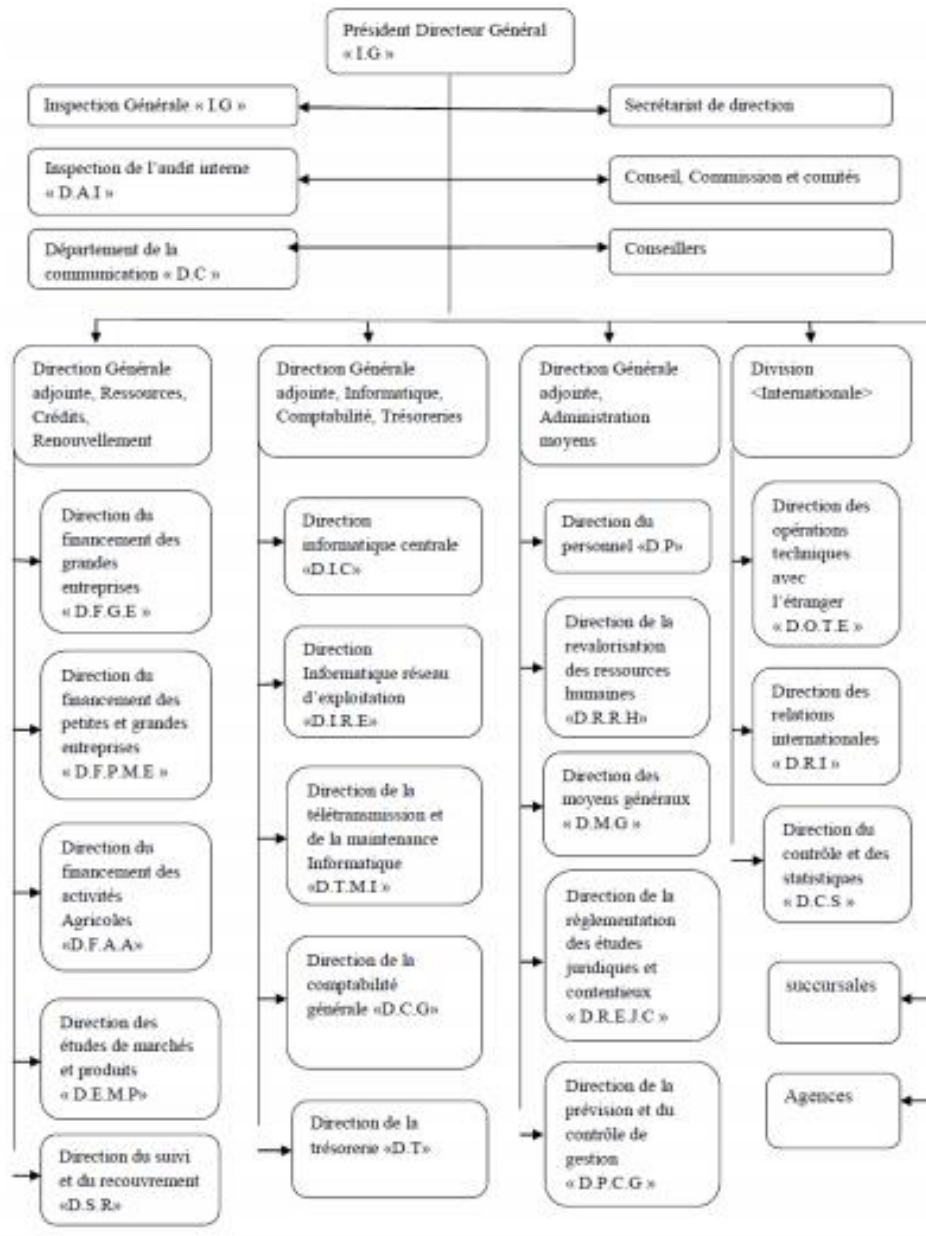 Président Directeur Général
« I.G »
Inspection Générale « I.G »
Secrétariat de direction
Inspection de l'audit interne
« D.A.I »
Conseil, Commission et comités
Département de la
communication « D.C »
Conseillers
Direction Générale
adjointe, Ressources,
Crédits,
Renouvellement
Direction du
financement des
grandes
entreprises
« D.F.G.E »
Direction du
financement des
petites et grandes
entreprises
« D.F.P.M.E »
Direction du
financement des
activités
Agricoles
«D.F.A.A»
Direction des
études de marchés
et produits
« D.E.M.P»
Direction du suivi
et du recouvrement
«D.S.R»
Direction Générale
adjointe, Informatique,
Comptabilité, Trésoreries
Direction
informatique centrale
«D.I.C»
Direction
Informatique réseau
d'exploitation
«D.I.R.E»
Direction de la
télétransmission et
de la maintenance
Informatique
«D.T.M.I»
Direction de la
comptabilité
générale «D.C.G»
Direction de la
trésorerie «D.T»
Direction Générale
adjointe,
Administration
moyens
Direction du
personnel «D.P»
Direction de la
revalorisation
des ressources
humaines
«D.R.R.H»
Direction des
moyens généraux
« D.M.G »
Direction de la
règlementation
des études
juridiques et
contentieux
« D.R.E.J.C »
Direction de la
prévision et du
contrôle de
gestion
« D.P.C.G »
Division
<Internationale>
Direction des
opérations
techniques
avec
l'étranger
« D.O.T.E »
Direction des
relations
internationales
« D.R.I »
Direction du
contrôle et des
statistiques
« D.C.S »
succursales
Agences